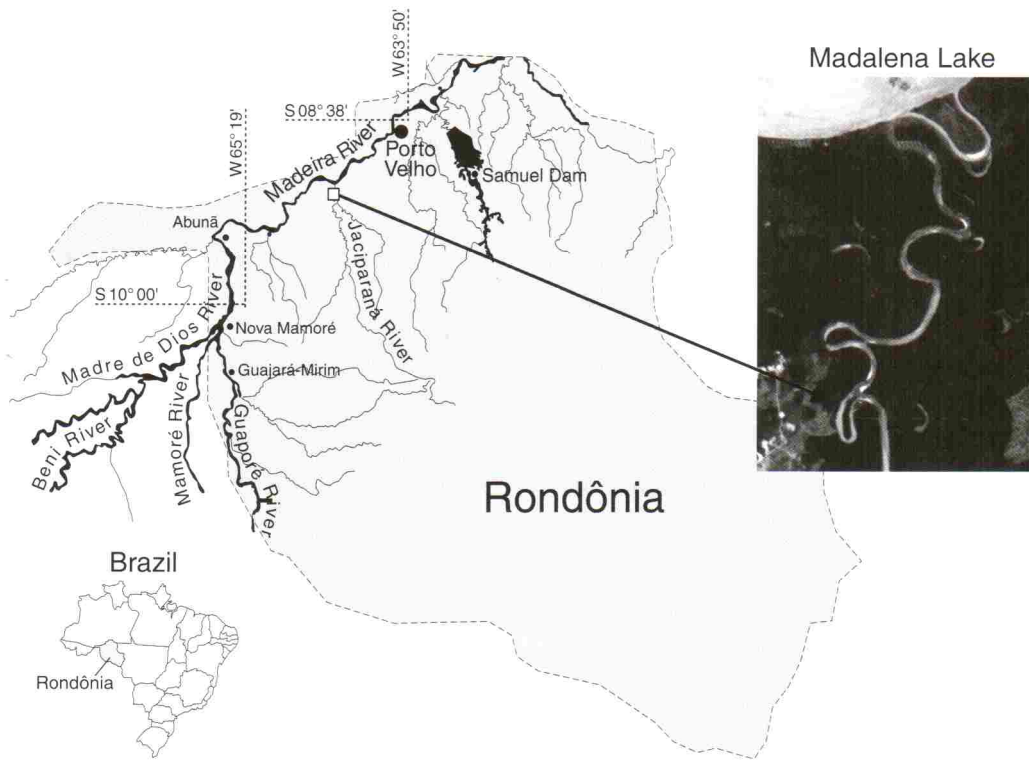 Madalena Lake
W 63° 50'
W 65° 19'
S 08° 38'
Madeira River
Porto
Velho
Samuel Dam
Abunã
Jaciparaná River
S 10° 00'
Nova Mamoré
Madre de Dios River
Guajará-Mirim
Beni River
Mamoré River
Guaporé River
Rondônia
Brazil
Rondônia